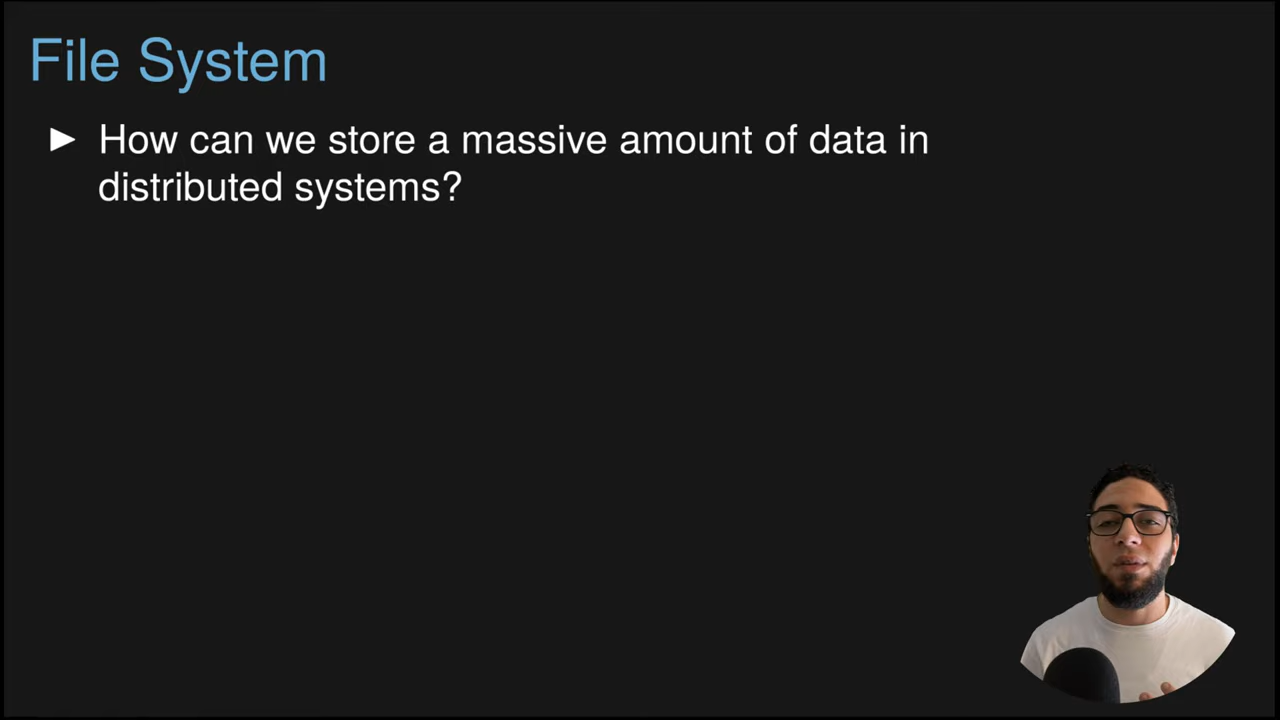 File System
► How can we store a massive amount of data in
distributed systems?